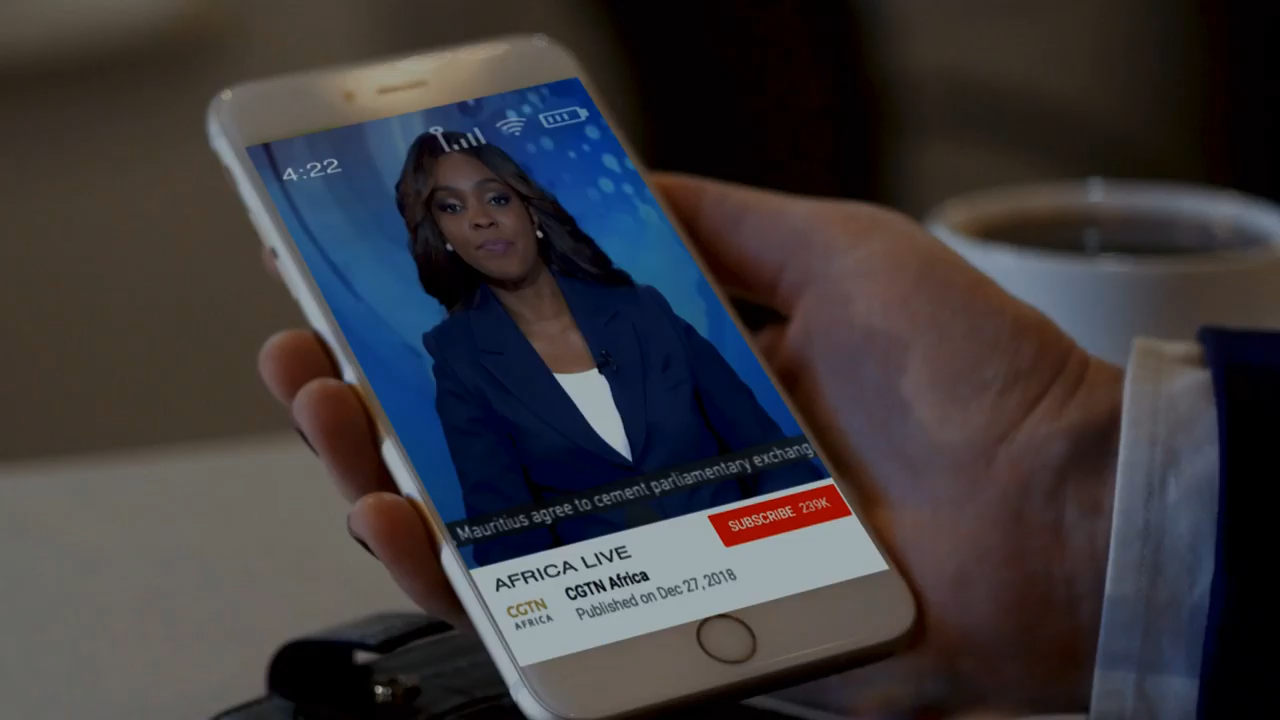 4:22
Mauritius agree to cement parliamentary exchang
SUBSCRIBE 239K
AFRICA LIVE
CGTN Africa
Published on Dec 27, 2018
CGTN
AFRICA